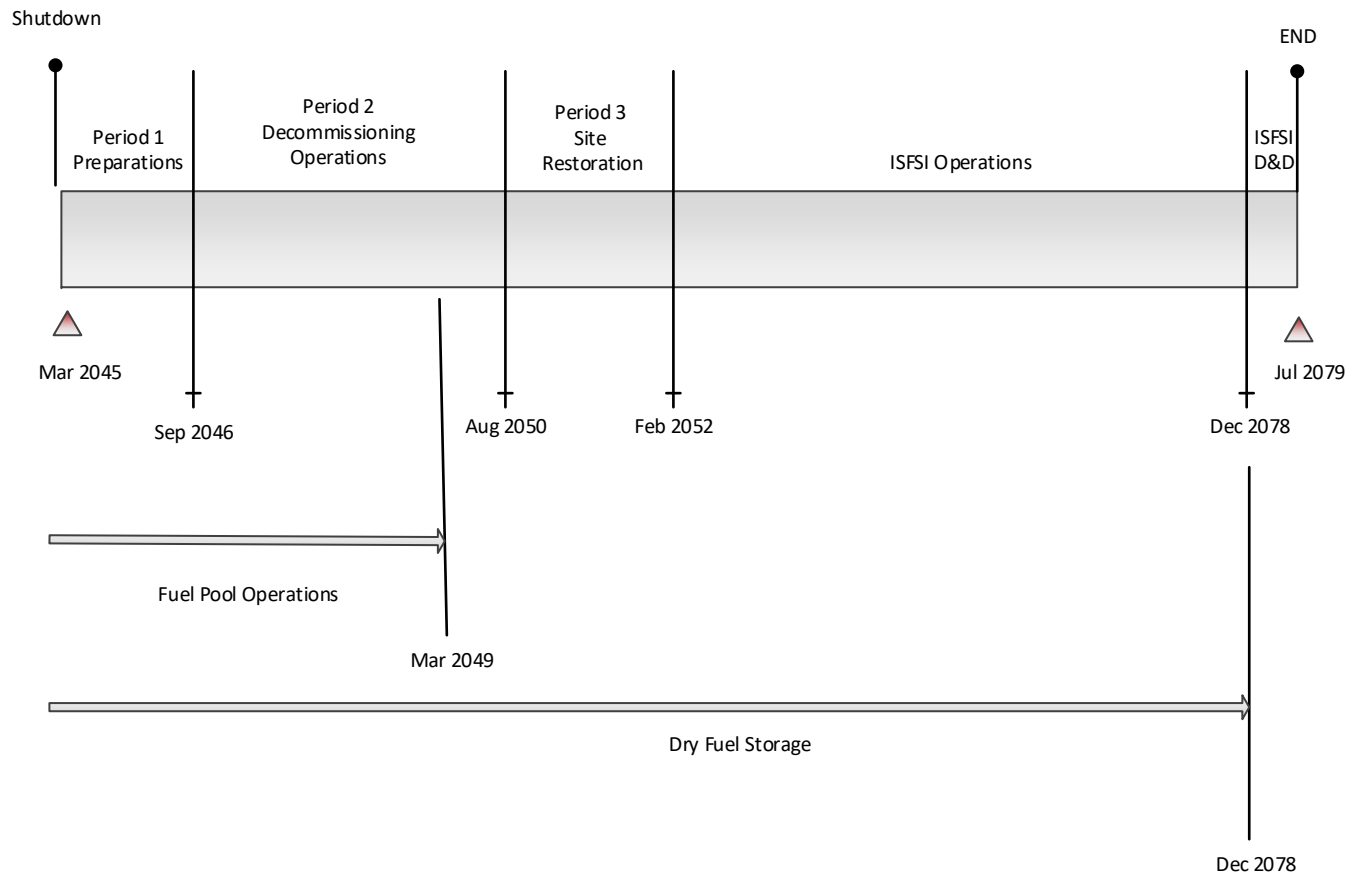 Shutdown
END
Period 1
Preparations
Period 2
Decommissioning
Operations
Period 3
Site
Restoration
ISFSI Operations
ISFSI
D&D
Mar 2045
Jul 2079
Sep 2046
Aug 2050
Feb 2052
Dec 2078
Fuel Pool Operations
Mar 2049
Dry Fuel Storage
Dec 2078